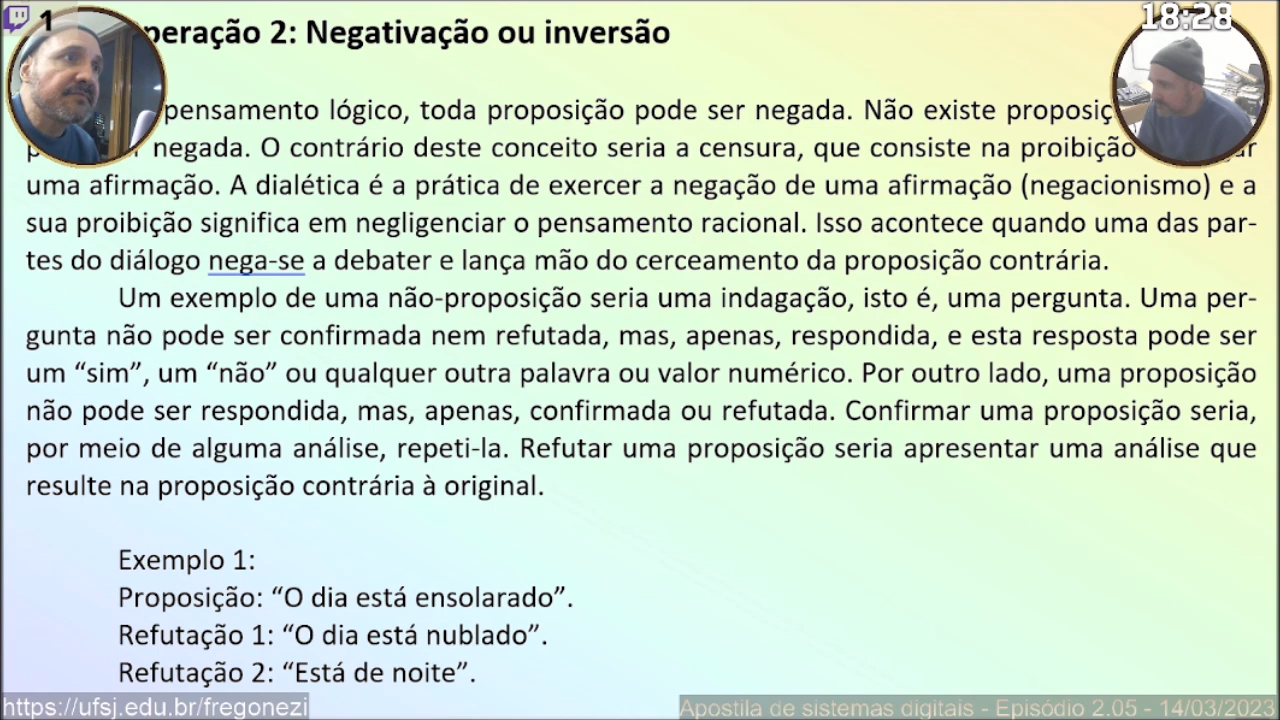 1
18:28
peração 2: Negativação ou inversão
pensamento lógico, toda proposição pode ser negada. Não existe
negada. O contrário deste conceito seria a censura, que consiste na proibição
uma afirmação. A dialética é a prática de exercer a negação de uma afirmação (negacionismo) e a
sua proibição significa em negligenciar o pensamento racional. Isso acontece quando uma das par-
tes do diálogo nega-se a debater e lança mão do cerceamento da proposição contrária.
Um exemplo de uma não-proposição seria uma indagação, isto é, uma pergunta. Uma per-
gunta não pode ser confirmada nem refutada, mas, apenas, respondida, e esta resposta pode ser
um “sim”, um “não” ou qualquer outra palavra ou valor numérico. Por outro lado, uma proposição
não pode ser respondida, mas, apenas, confirmada ou refutada. Confirmar uma proposição seria,
por meio de alguma análise, repeti-la. Refutar uma proposição seria apresentar uma análise que
resulte na proposição contrária à original.
Exemplo 1:
Proposição: “O dia está ensolarado”.
Refutação 1: “O dia está nublado”.
Refutação 2: “Está de noite”.
https://ufsj.edu.br/fregonezi
Apostila de sistemas digitais - Episódio 2.05 - 14/03/2023